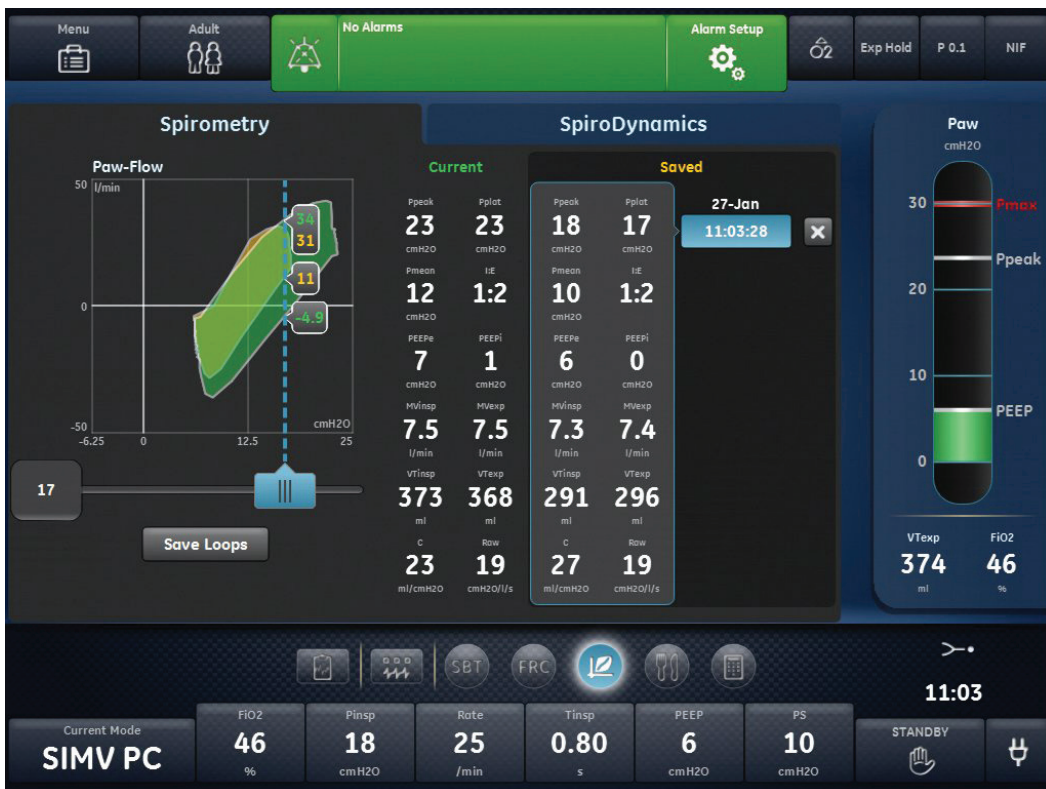 Menu
Adult
No Alarms
Alarm Setup
O2
Exp Hold
P 0.1
NIF
Spirometry
SpiroDynamics
Paw-Flow
50 l/min
34
31
11
-4.9
0
-50
cmH2O
-6.25 0 12.5 25
17
Save Loops
Current
Saved
Ppeak Pplat Ppeak Pplat
23 23 18 17
cmH2O cmH2O cmH2O cmH2O
Pmean I:E Pmean I:E
12 1:2 10 1:2
cmH2O cmH2O
PEEPe PEEPi PEEPe PEEPi
7 1 6 0
cmH2O cmH2O cmH2O cmH2O
MVinsp MVexp MVinsp MVexp
7.5 7.5 7.3 7.4
l/min l/min l/min l/min
VTinsp VTexp VTinsp VTexp
373 368 291 296
ml ml ml ml
C Raw C Raw
23 19 27 19
ml/cmH2O cmH2O/l/s ml/cmH2O cmH2O/l/s
27-Jan
11:03:28
Paw
cmH2O
30 Pmax
Ppeak
20
10
PEEP
0
VTexp FiO2
374 46
ml %
SBT
FRC
11:03
Current Mode
SIMV PC
FiO2
46
%
Pinsp
18
cmH2O
Rate
25
/min
Tinsp
0.80
s
PEEP
6
cmH2O
PS
10
cmH2O
STANDBY